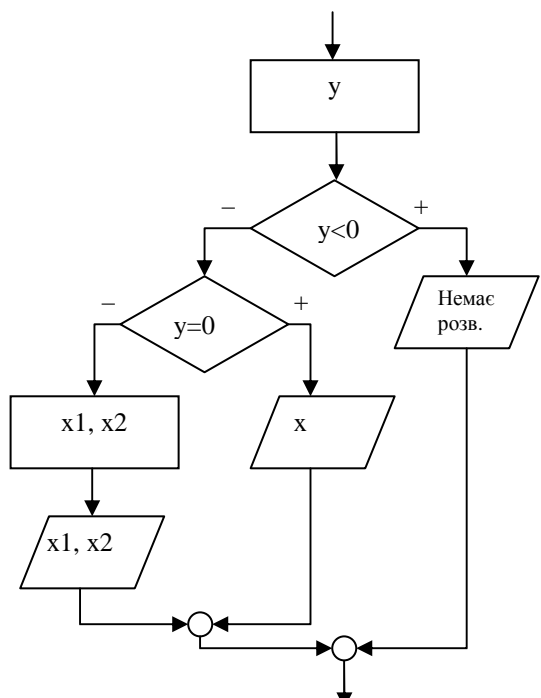 y
– +
y<0
Немає
розв.
– +
y=0
x1, x2
x
x1, x2